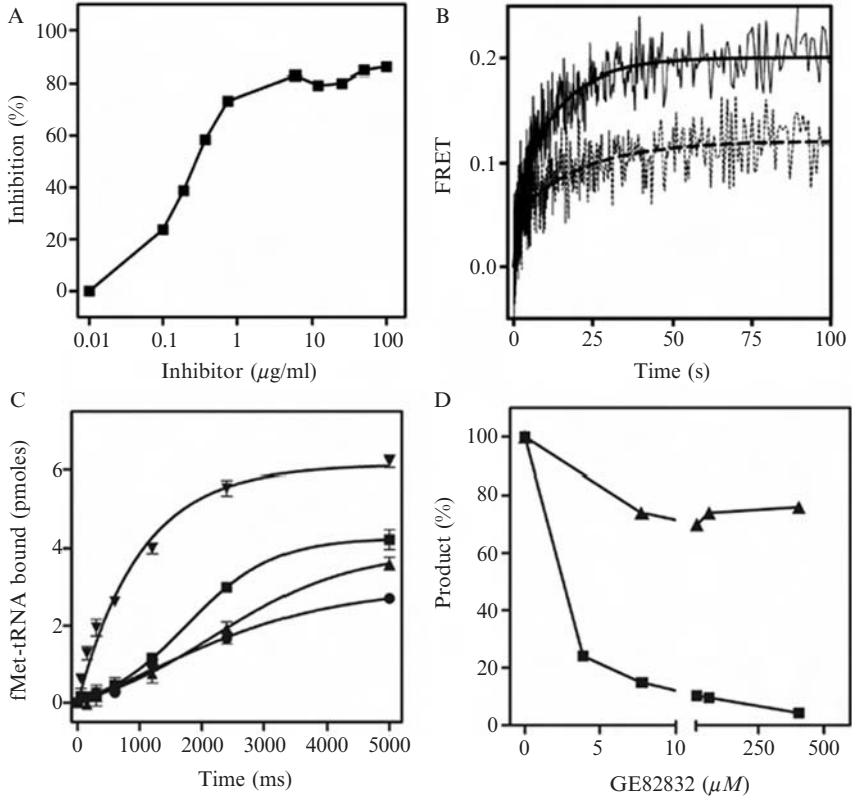 A
100
80
60
40
20
0
Inhibition (%)
0.01 0.1 1 10 100
Inhibitor (μg/ml)
B
0.2
0.1
0.0
FRET
0 25 50 75 100
Time (s)
C
6
4
2
0
fMet-tRNA bound (pmoles)
0 1000 2000 3000 4000 5000
Time (ms)
D
100
80
60
40
20
0
Product (%)
0 5 10 250 500
GE82832 (μM)